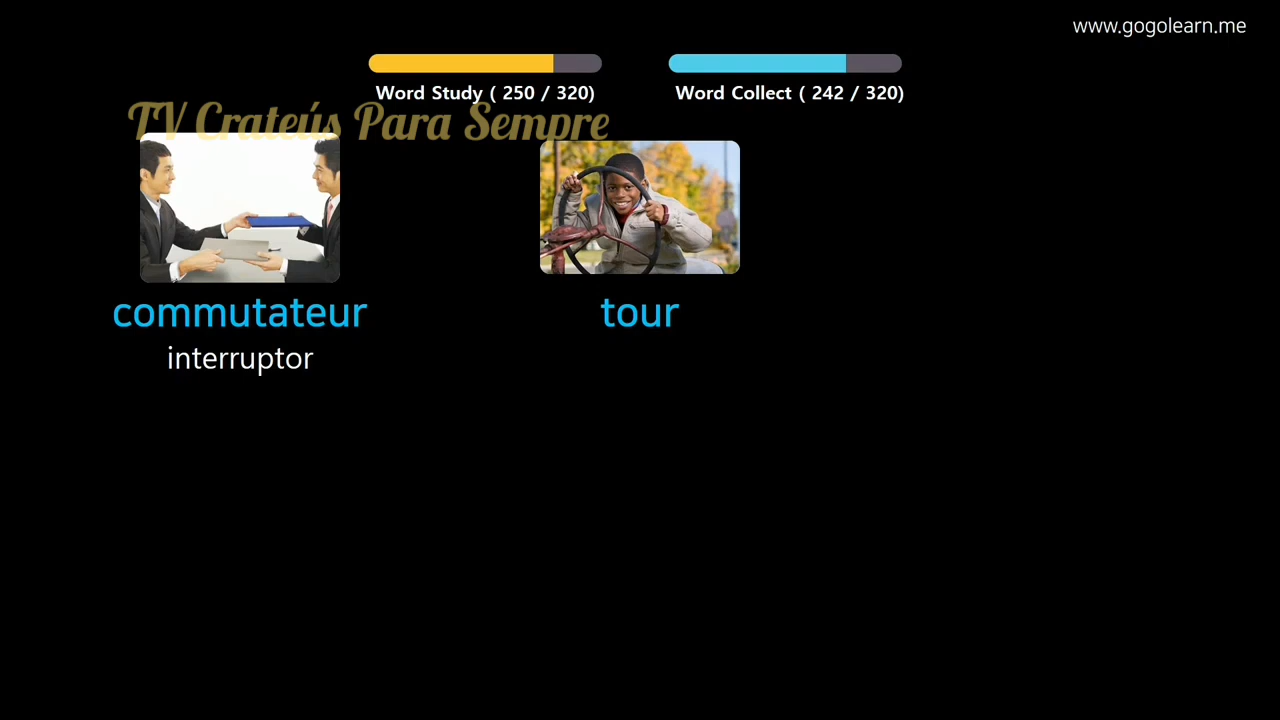 www.gogolearn.me
Word Study ( 250 / 320)
Word Collect ( 242 / 320)
TV Crateús Para Sempre
commutateur
tour
interruptor